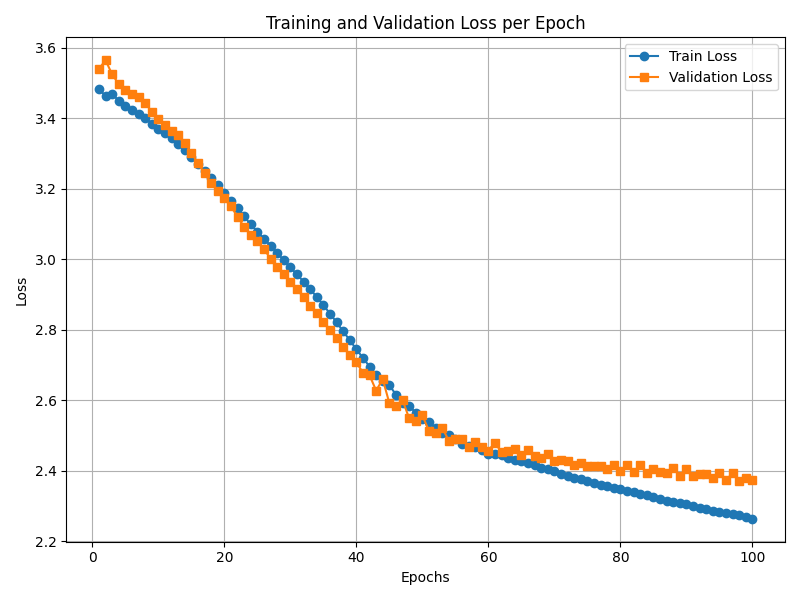 Training and Validation Loss per Epoch
Train Loss
Validation Loss
3.6
3.4
3.2
3.0
2.8
2.6
2.4
2.2
Loss
0 20 40 60 80 100
Epochs